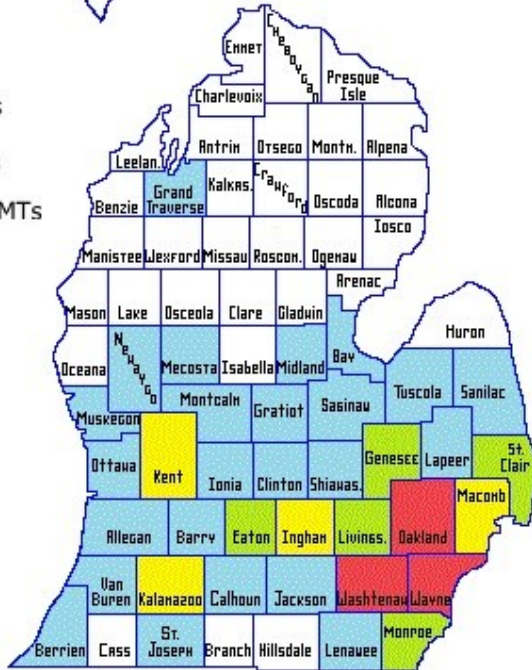 Emmet
Cheboygan
Presque
Isle
Charlevoix
Antrim
Otsego
Montm.
Alpena
Leelan.
Grand
Traverse
Kalkas.
Crawford
Oscoda
Alcona
Benzie
Iosco
Manistee
Wexford
Missau
Roscom.
Ogemaw
Arenac
Mason
Lake
Osceola
Clare
Gladwin
Huron
Oceana
Newaygo
Mecosta
Isabella
Midland
Bay
Tuscola
Sanilac
Montcalm
Gratiot
Saginaw
Muskegon
Ottawa
Kent
Ionia
Clinton
Shiawas.
Genesee
Lapeer
St.
Clair
Macomb
Allegan
Barry
Eaton
Ingham
Livings.
Oakland
Van
Buren
Kalamazoo
Calhoun
Jackson
Washtenaw
Wayne
Berrien
Cass
St.
Joseph
Branch
Hillsdale
Lenawee
Monroe